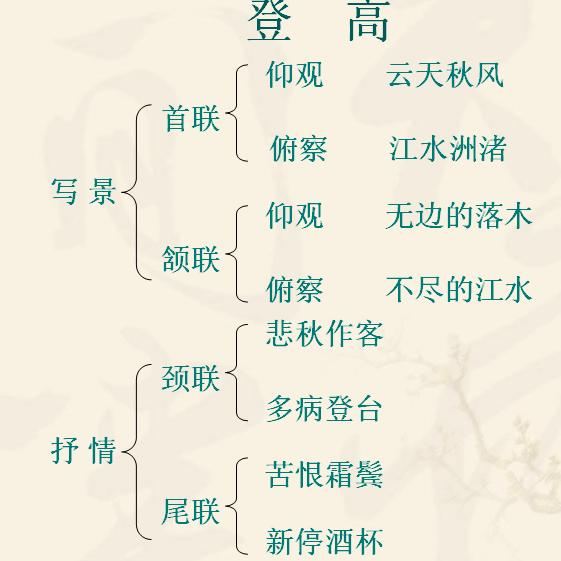 登 高
仰观 云天秋风
首联
俯察 江水洲渚
写 景
仰观 无边的落木
颔联
俯察 不尽的江水
悲秋作客
颈联
多病登台
抒 情
苦恨霜鬓
尾联
新停酒杯